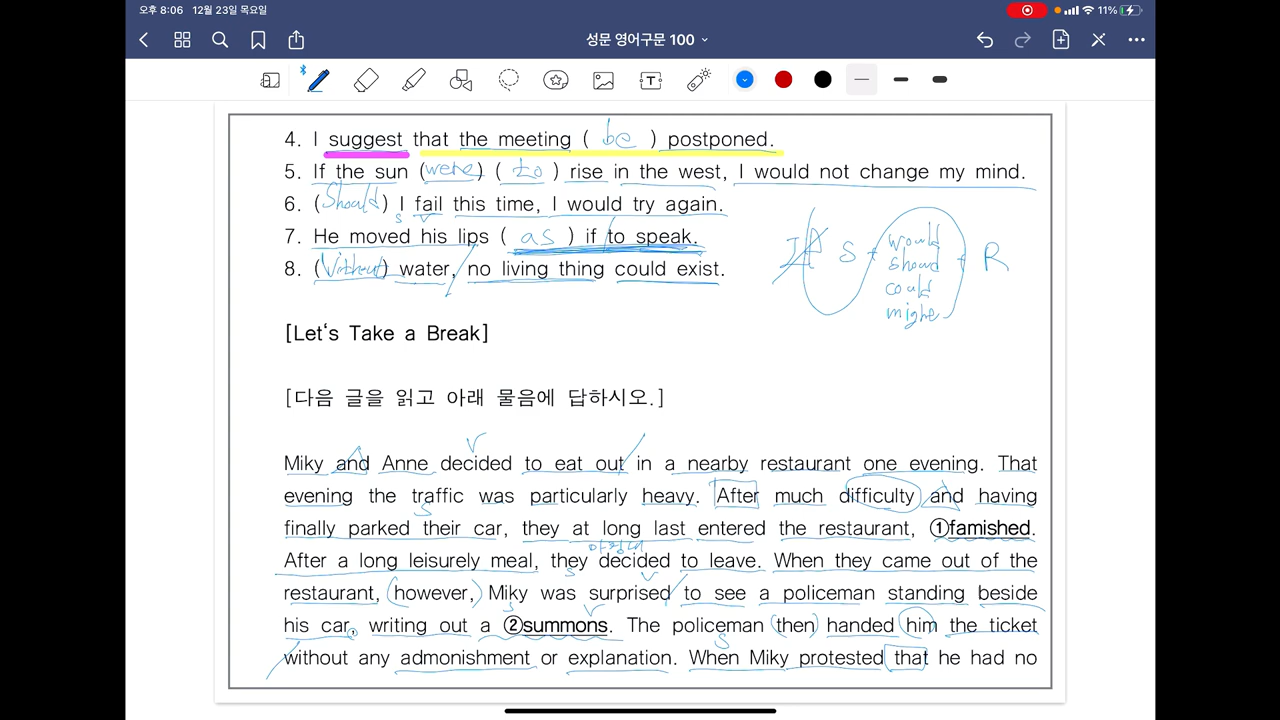 오후 8:06 12월 23일 목요일 11%
성문 영어구문 100
4. I suggest that the meeting ( be ) postponed.
5. If the sun (were) ( to ) rise in the west, I would not change my mind.
6. (Should) I fail this time, I would try again.
s v
7. He moved his lips ( as ) if to speak.
8. (Without) water, no living thing could exist.
If S + would + R
should
could
might
[Let's Take a Break]
[다음 글을 읽고 아래 물음에 답하시오.]
v
Miky and Anne decided to eat out in a nearby restaurant one evening. That
evening the traffic was particularly heavy. After much difficulty and having
s
finally parked their car, they at long last entered the restaurant, ①famished.
After a long leisurely meal, they decided to leave. When they came out of the
s v
restaurant, (however,) Miky was surprised to see a policeman standing beside
s v
his car, writing out a ②summons. The policeman (then) handed him the ticket
s
without any admonishment or explanation. When Miky protested that he had no